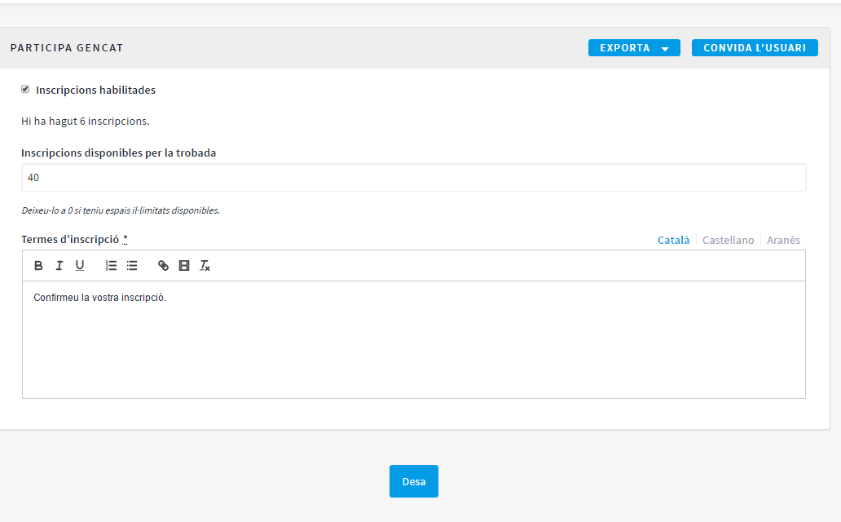 PARTICIPA GENCAT
EXPORTA
CONVIDA L'USUARI
Inscripcions habilitades
Hi ha hagut 6 inscripcions.
Inscripcions disponibles per la trobada
40
Deixeu-lo a 0 si teniu espais il·limitats disponibles.
Termes d'inscripció *
Català Castellano Aranès
B I U
Confirmeu la vostra inscripció.
Desa